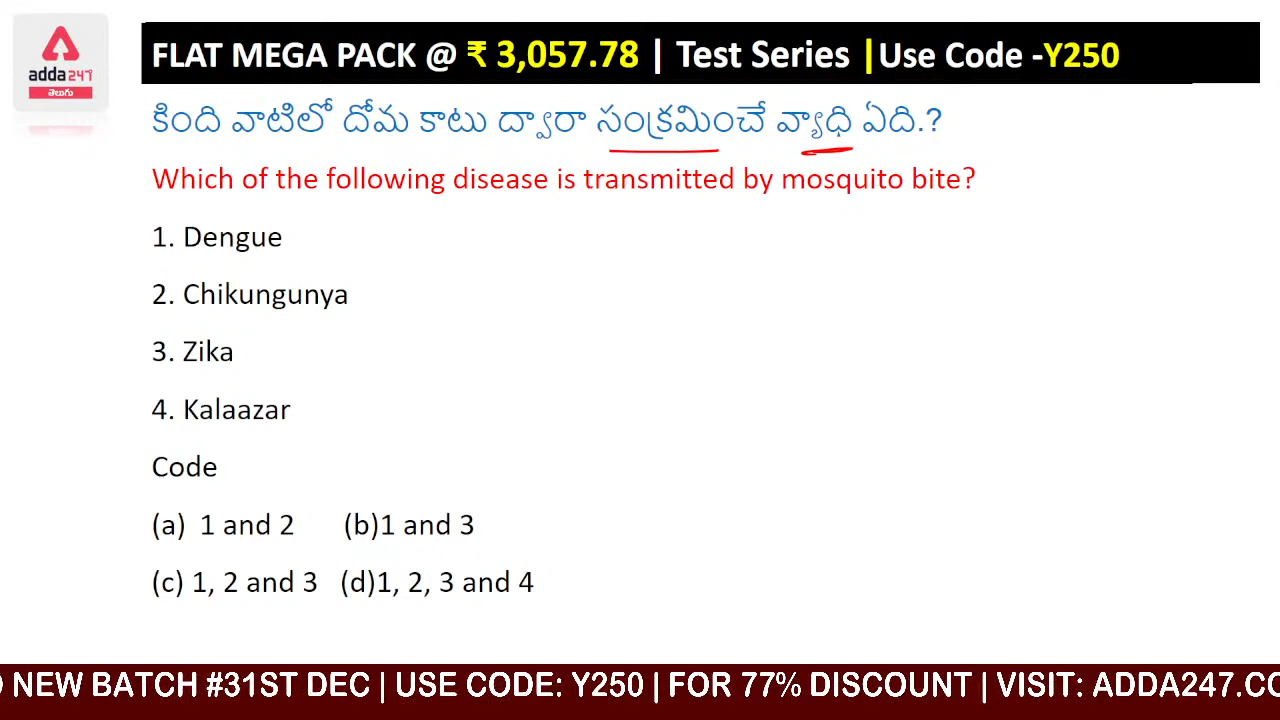 adda247
తెలుగు
FLAT MEGA PACK @ ₹ 3,057.78 | Test Series |Use Code -Y250
కింది వాటిలో దోమ కాటు ద్వారా సంక్రమించే వ్యాధి ఏది.?
Which of the following disease is transmitted by mosquito bite?
1. Dengue
2. Chikungunya
3. Zika
4. Kalaazar
Code
(a) 1 and 2 (b)1 and 3
(c) 1, 2 and 3 (d)1, 2, 3 and 4
NEW BATCH #31ST DEC | USE CODE: Y250 | FOR 77% DISCOUNT | VISIT: ADDA247.CO